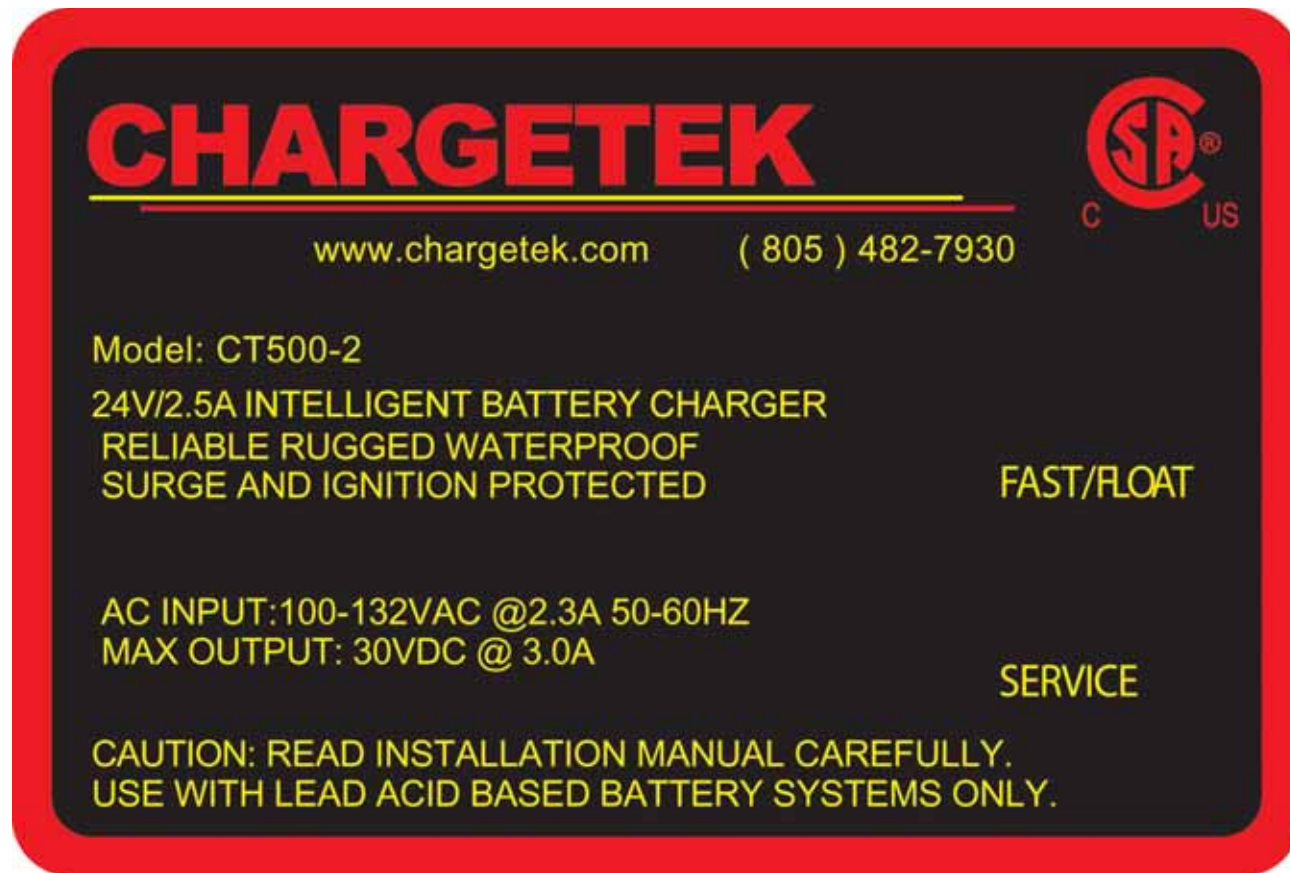 CHARGETEK
CSA®
C US
www.chargetek.com ( 805 ) 482-7930
Model: CT500-2
24V/2.5A INTELLIGENT BATTERY CHARGER
RELIABLE RUGGED WATERPROOF
SURGE AND IGNITION PROTECTED
FAST/FLOAT
AC INPUT:100-132VAC @2.3A 50-60HZ
MAX OUTPUT: 30VDC @ 3.0A
SERVICE
CAUTION: READ INSTALLATION MANUAL CAREFULLY.
USE WITH LEAD ACID BASED BATTERY SYSTEMS ONLY.